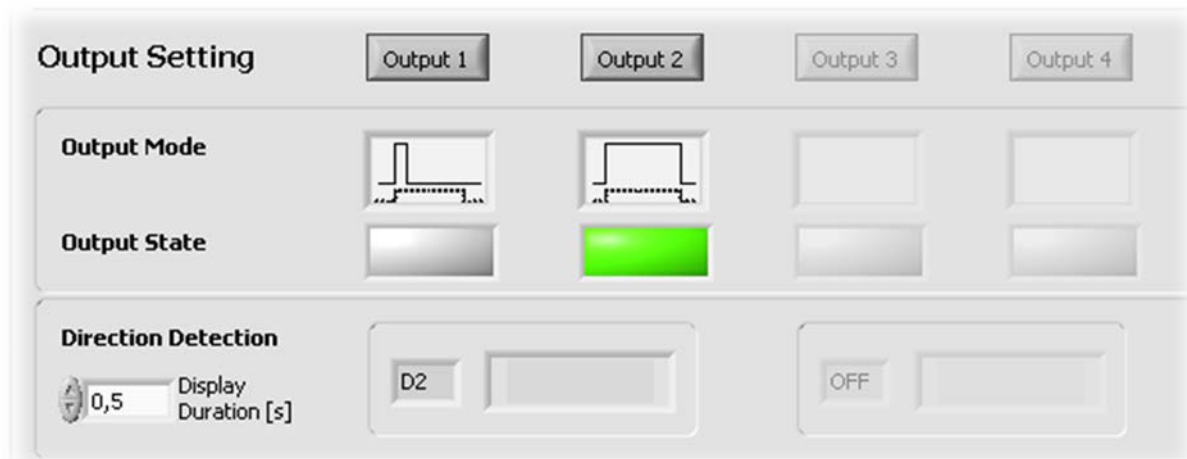 Output Setting
Output 1
Output 2
Output 3
Output 4
Output Mode
Output State
Direction Detection
0,5
Display
Duration [s]
D2
OFF